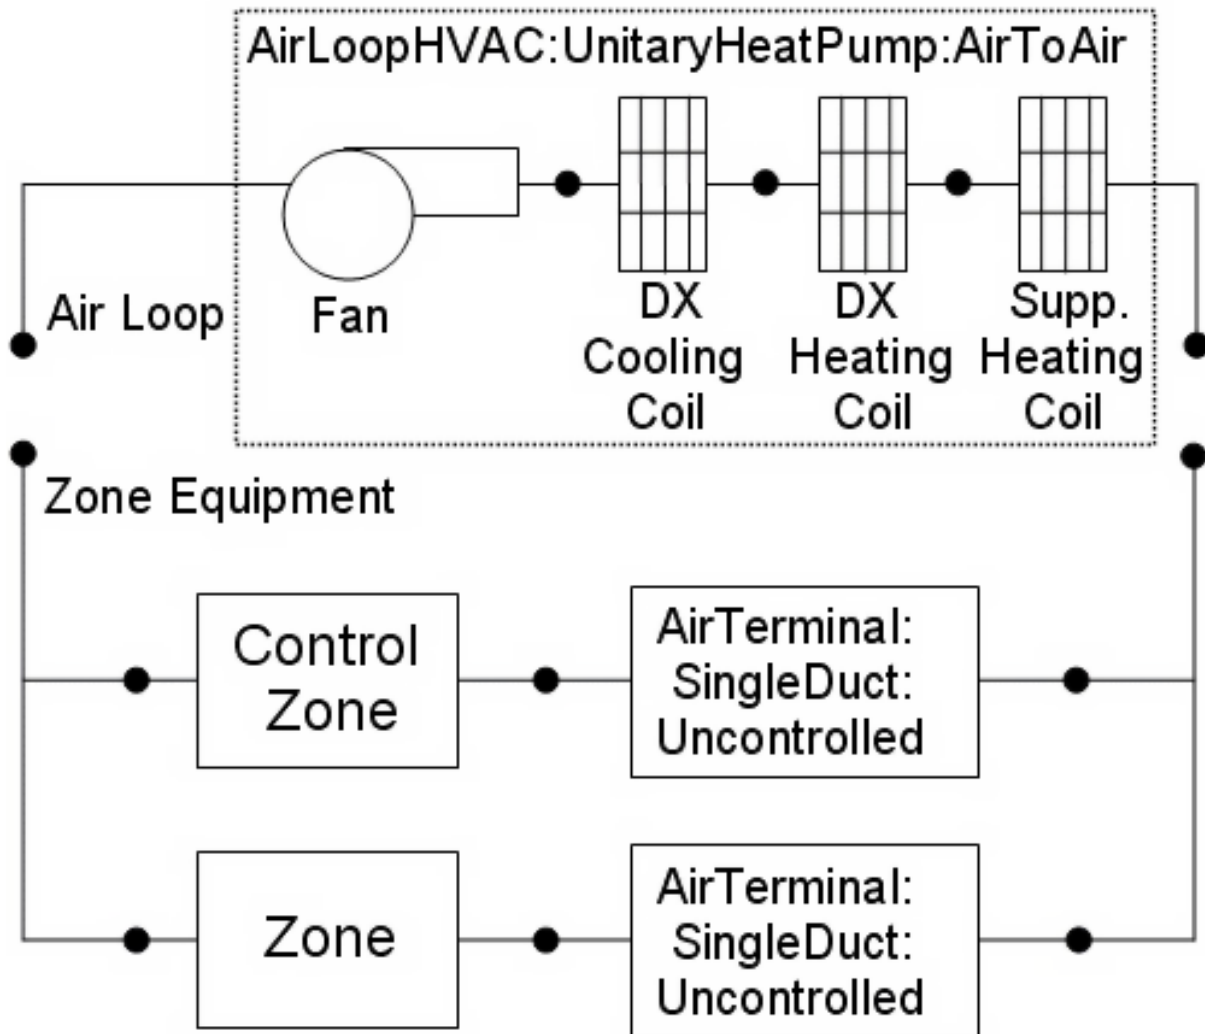 AirLoopHVAC:UnitaryHeatPump:AirToAir
Air Loop
Fan
DX
Cooling
Coil
DX
Heating
Coil
Supp.
Heating
Coil
Zone Equipment
Control
Zone
AirTerminal:
SingleDuct:
Uncontrolled
Zone
AirTerminal:
SingleDuct:
Uncontrolled